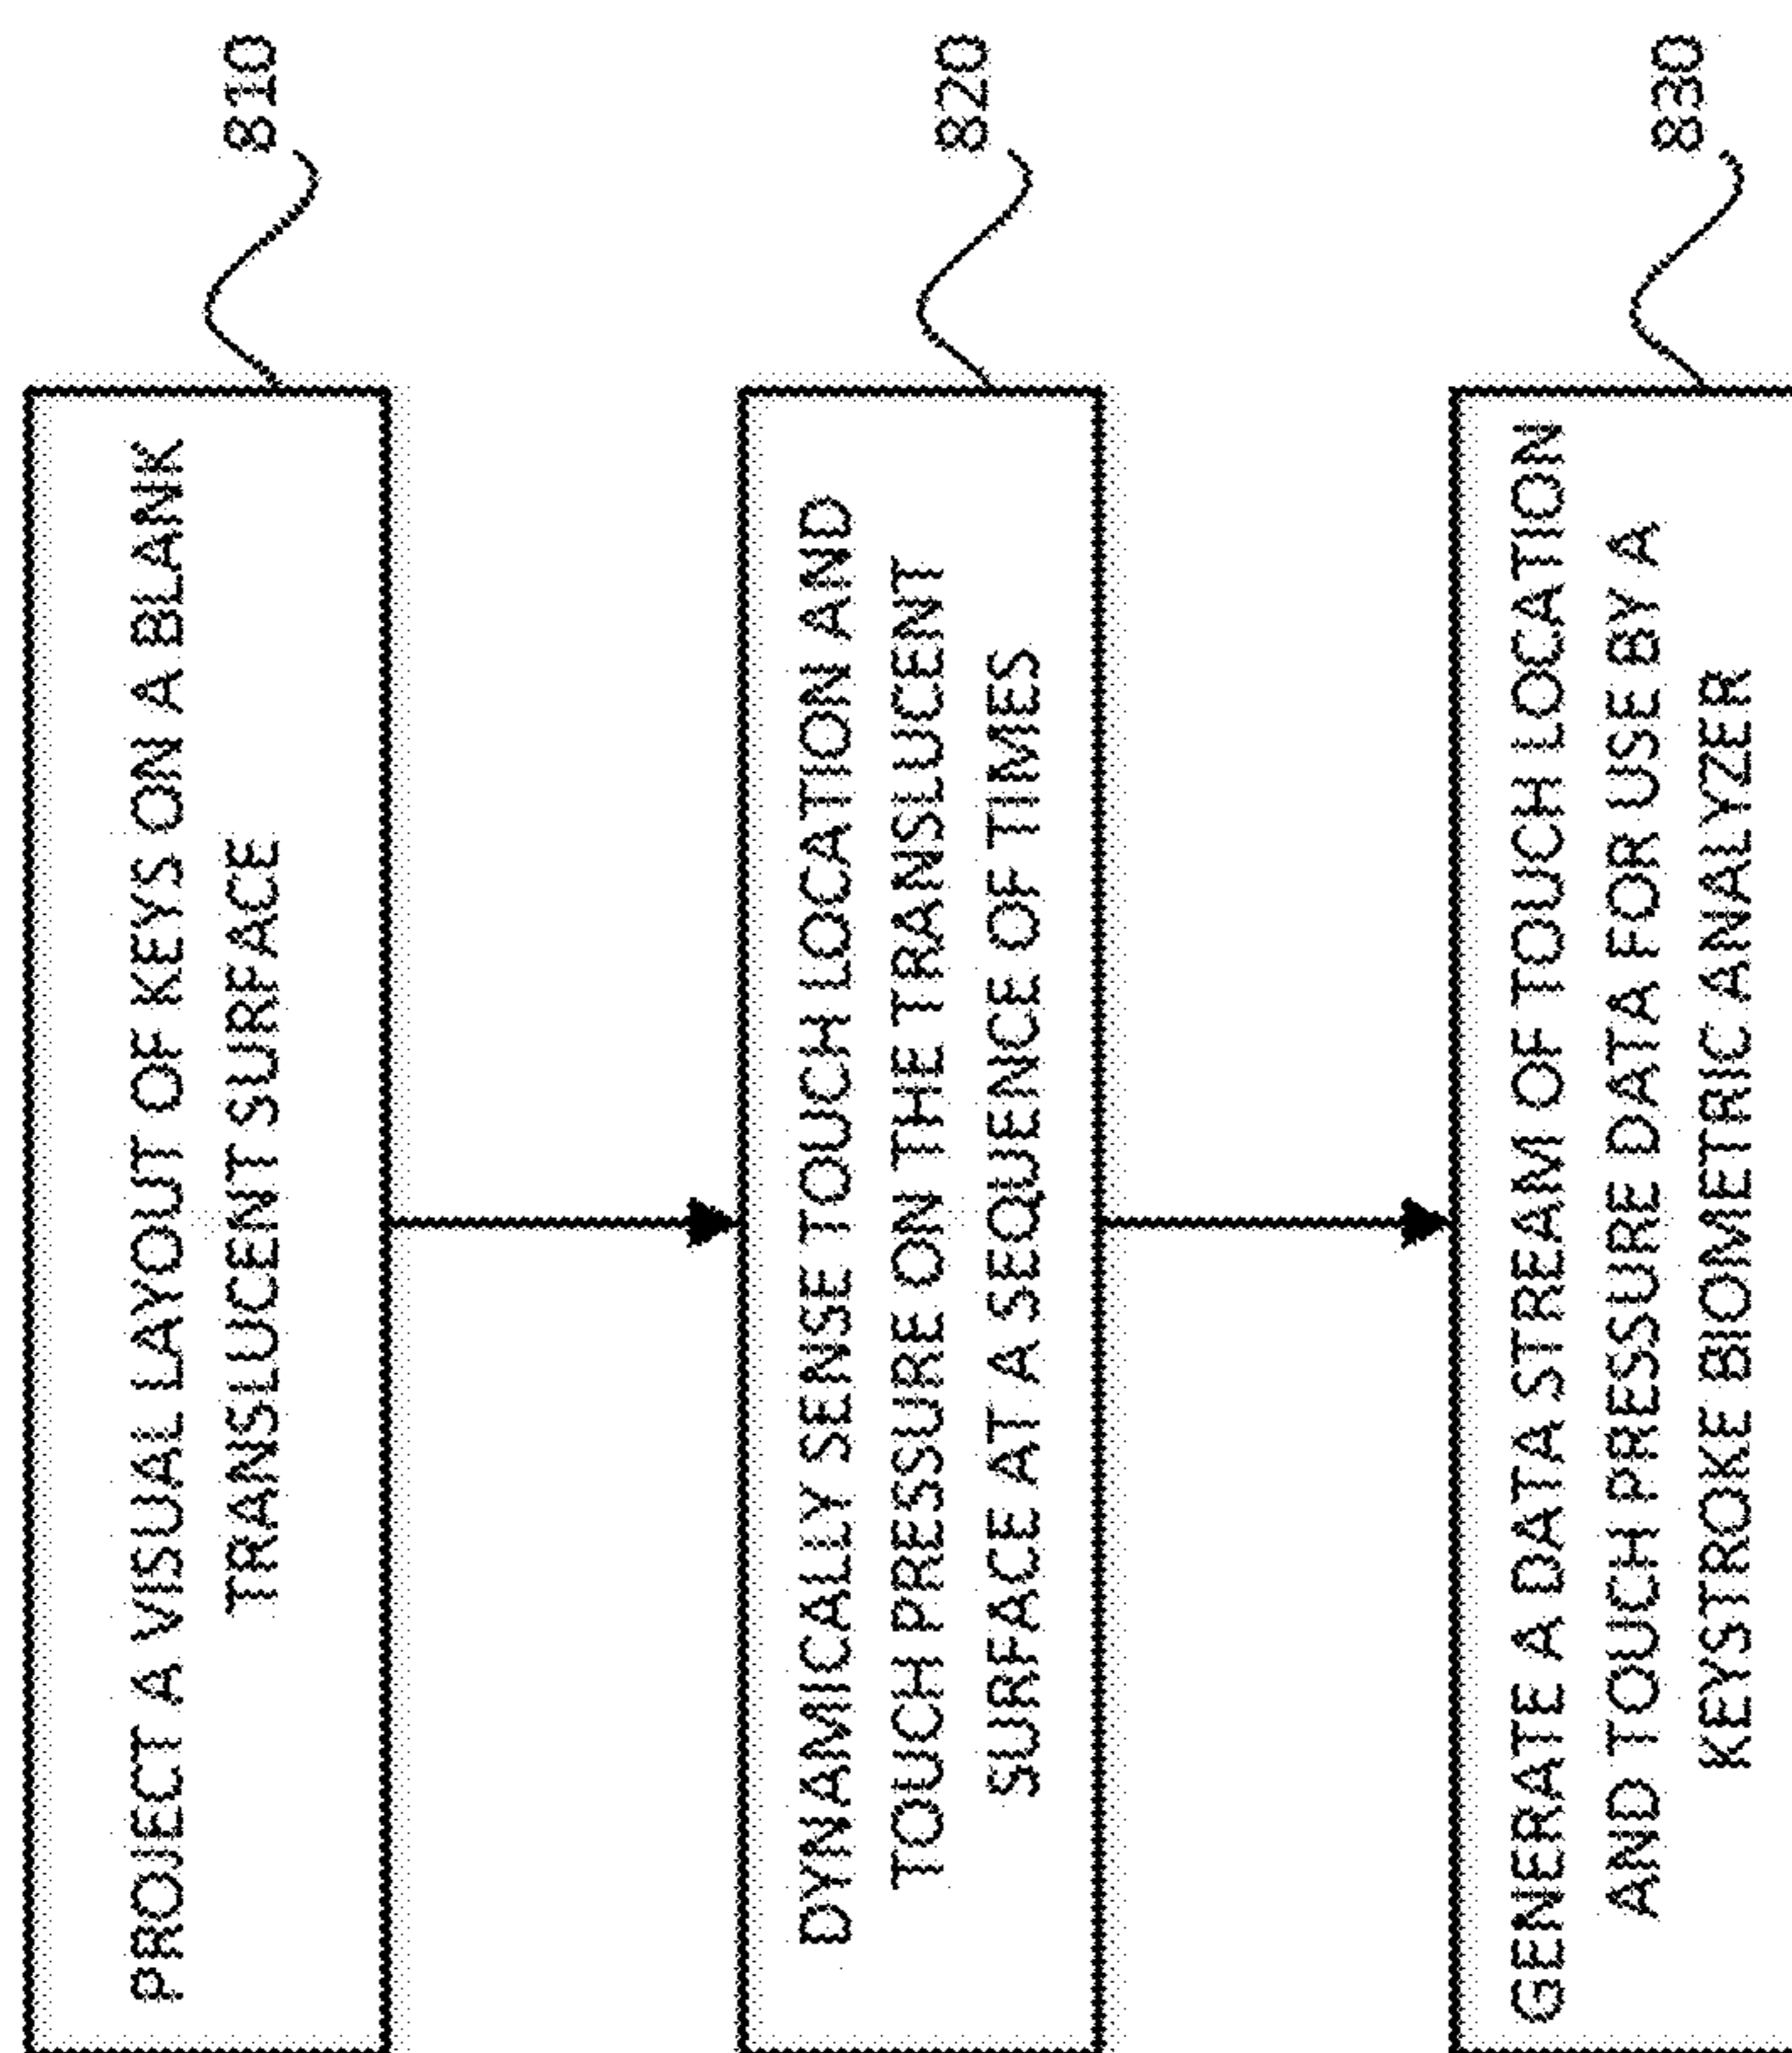 PROJECT A VISUAL LAYOUT OF KEYS ON A BLANK
TRANSLUCENT SURFACE
810
DYNAMICALLY SENSE TOUCH LOCATION AND
TOUCH PRESSURE ON THE TRANSLUCENT
SURFACE AT A SEQUENCE OF TIMES
820
GENERATE A DATA STREAM OF TOUCH LOCATION
AND TOUCH PRESSURE DATA FOR USE BY A
KEYSTROKE BIOMETRIC ANALYZER
830